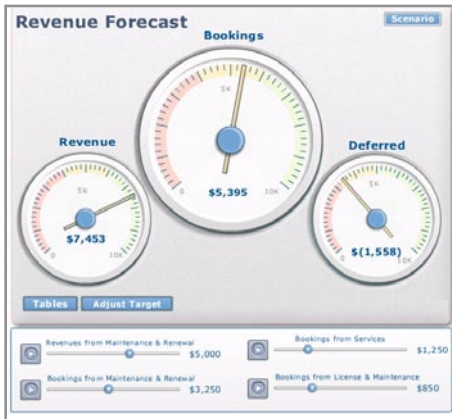 Revenue Forecast
Scenario
Bookings
5K
0
10K
$5,395
Revenue
5K
0
10K
$7,453
Deferred
5K
0
10K
$(1,558)
Tables
Adjust Target
Revenues from Maintenance & Renewal
$5,000
Bookings from Services
$1,250
Bookings from Maintenance & Renewal
$3,250
Bookings from License & Maintenance
$850